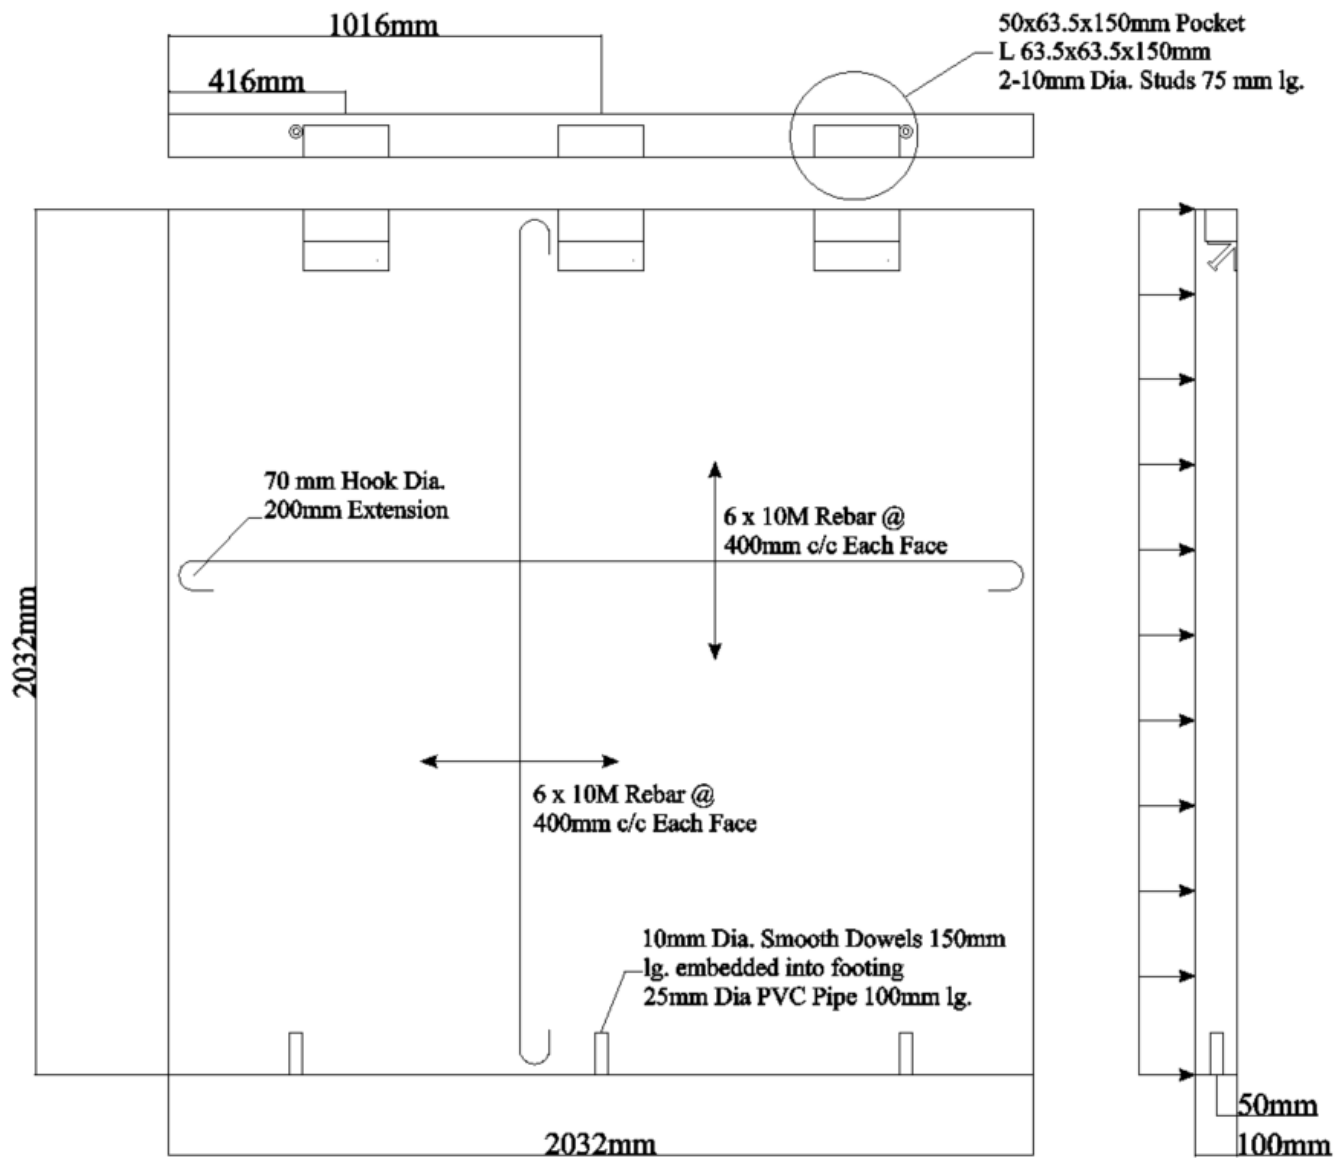 1016mm
416mm
50x63.5x150mm Pocket
L 63.5x63.5x150mm
2-10mm Dia. Studs 75 mm lg.
70 mm Hook Dia.
200mm Extension
6 x 10M Rebar @
400mm c/c Each Face
2032mm
6 x 10M Rebar @
400mm c/c Each Face
10mm Dia. Smooth Dowels 150mm
lg. embedded into footing
25mm Dia PVC Pipe 100mm lg.
50mm
2032mm
100mm